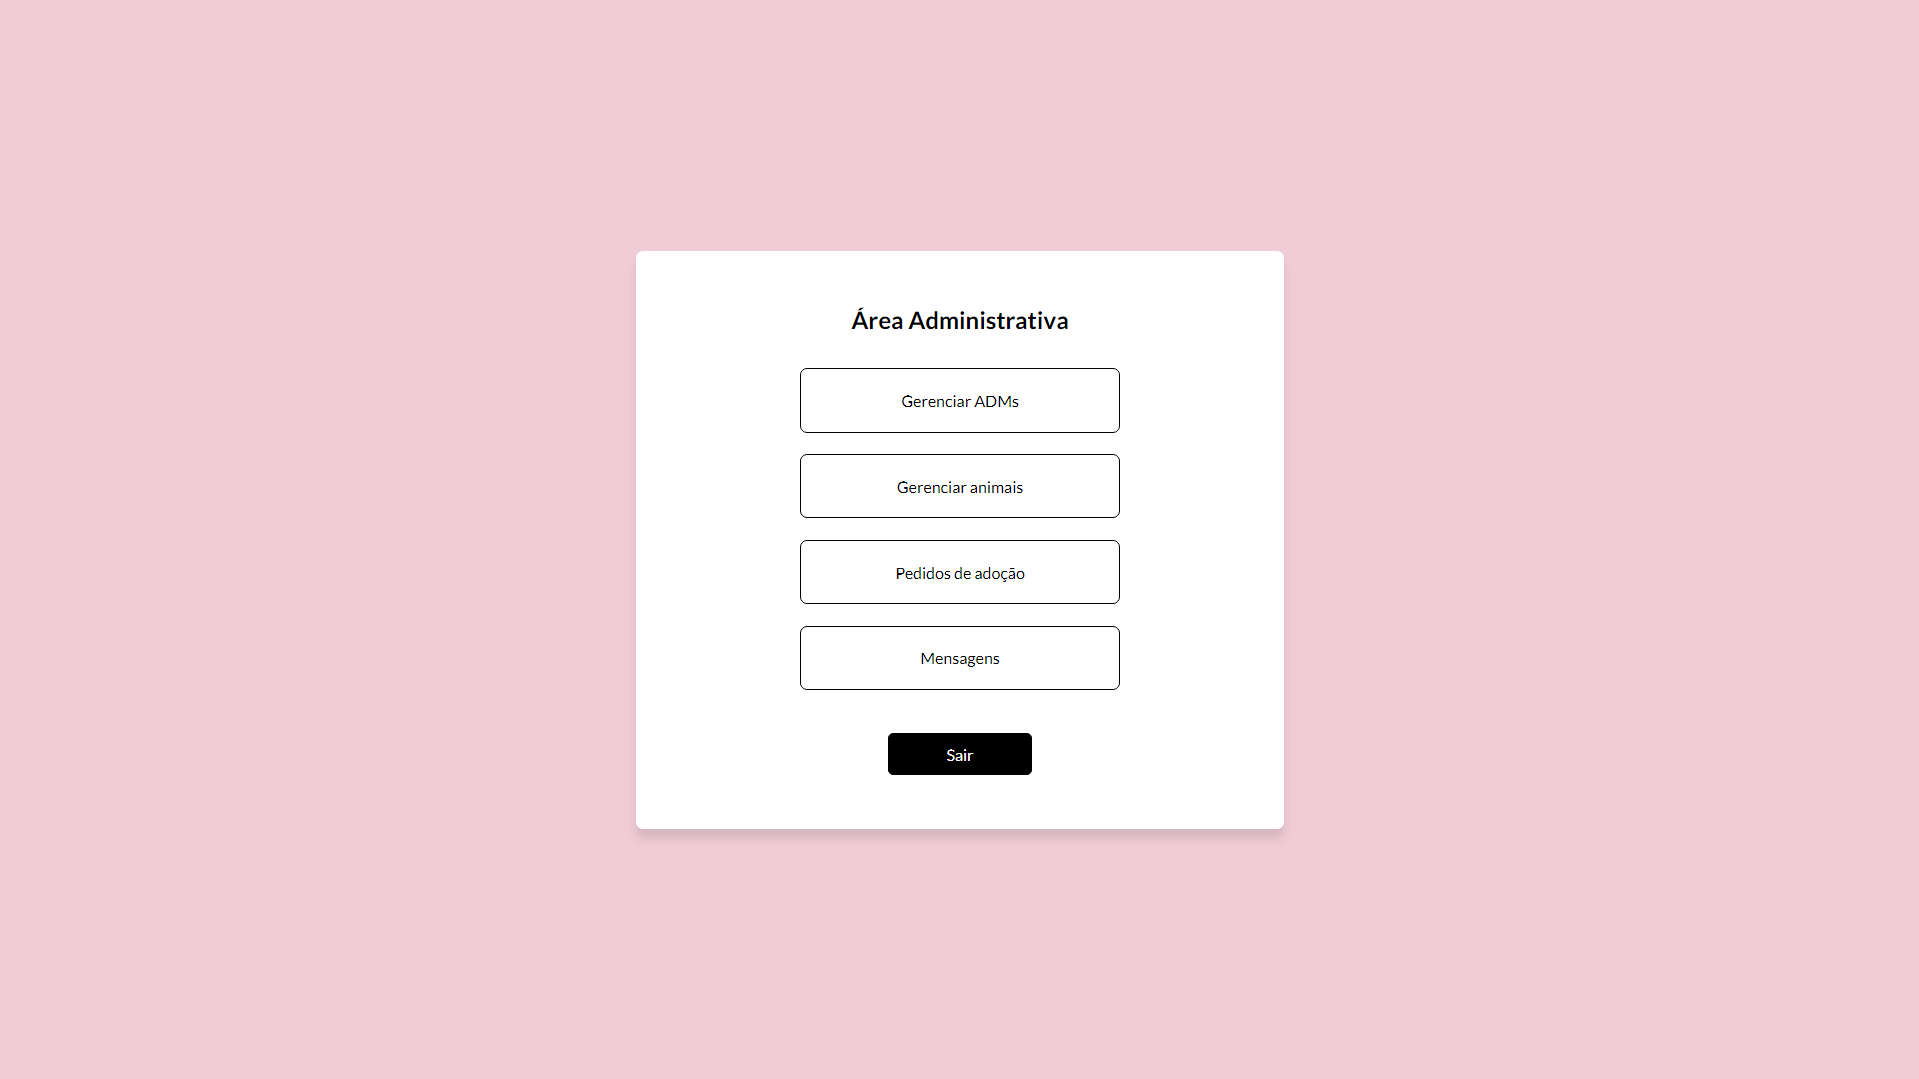 Área Administrativa
Gerenciar ADMs
Gerenciar animais
Pedidos de adoção
Mensagens
Sair